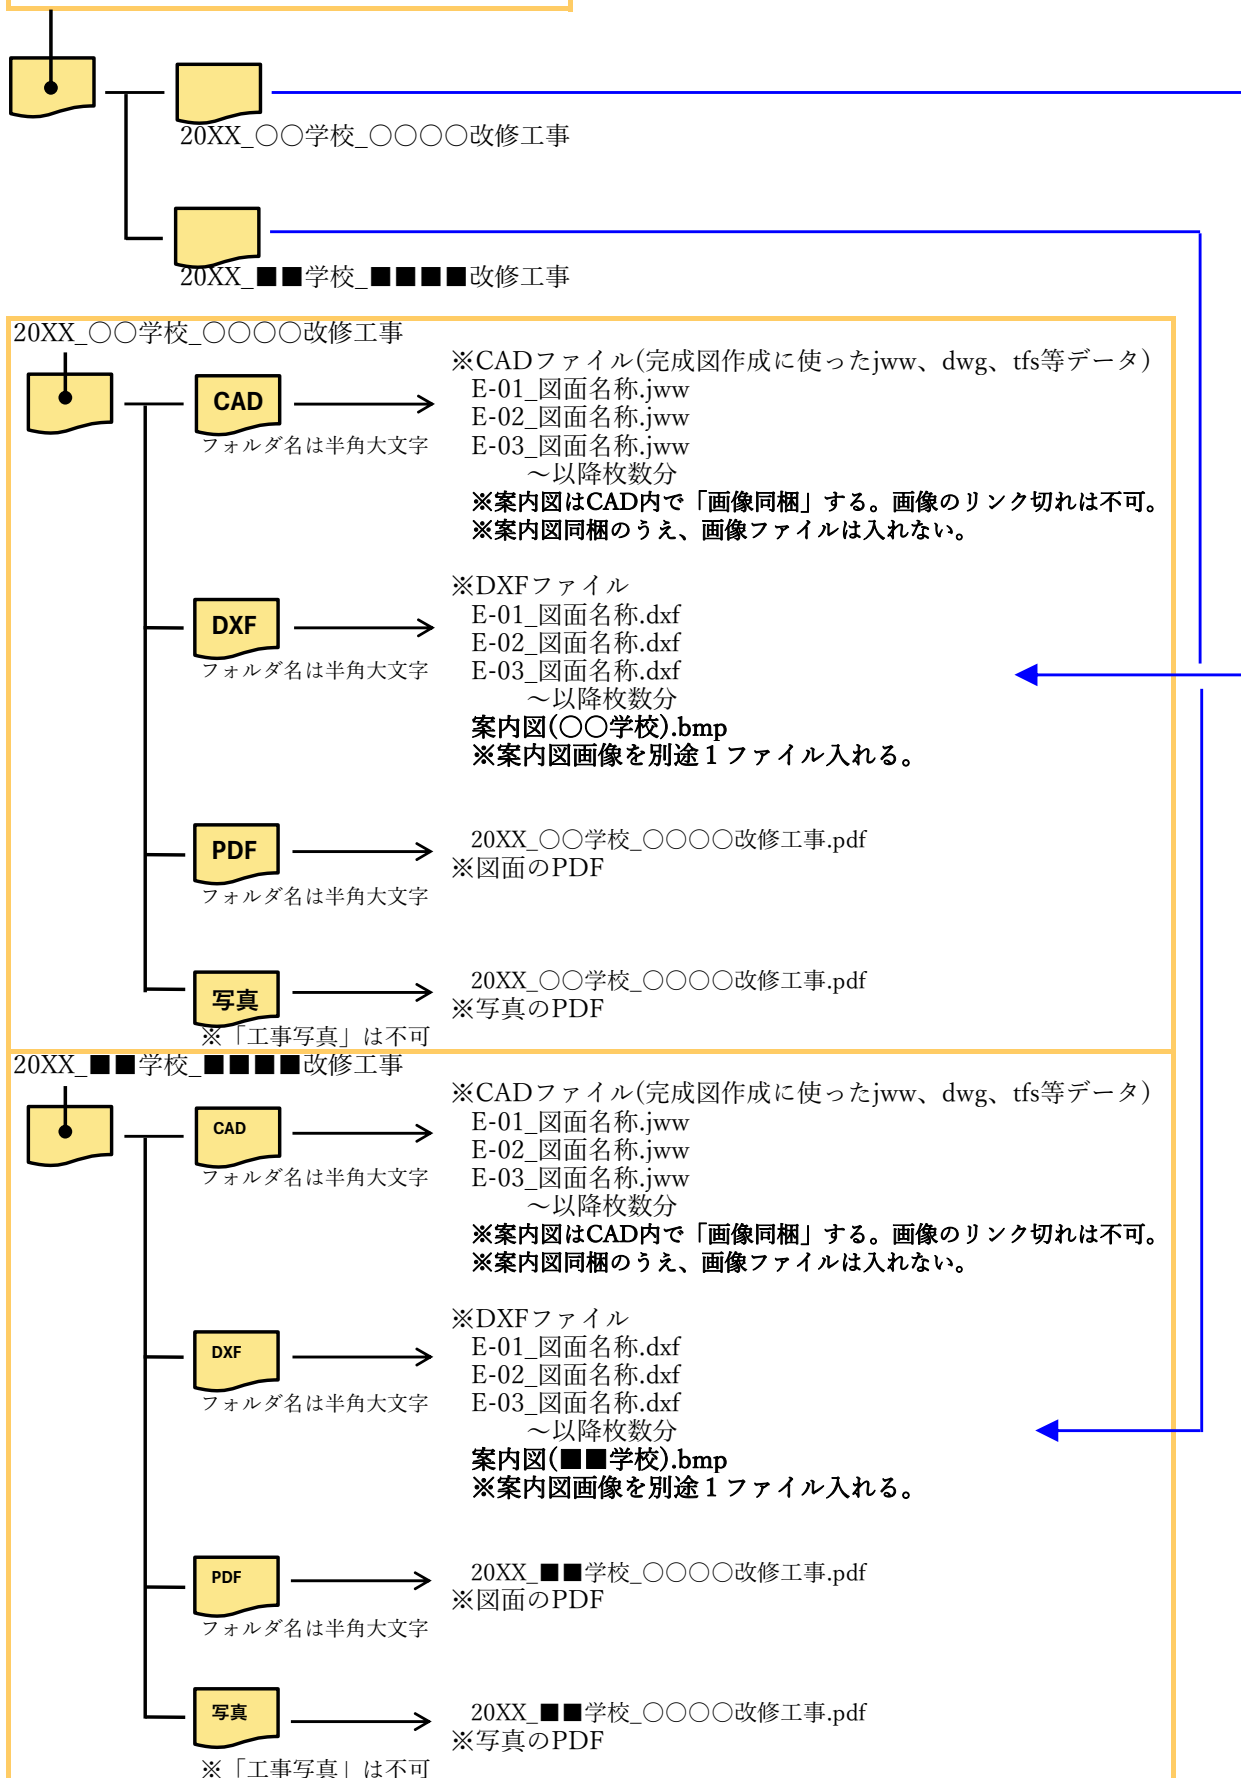 20XX_〇〇学校_〇〇〇〇改修工事
20XX_■■学校_■■■■改修工事
20XX_〇〇学校_〇〇〇〇改修工事
※CADファイル(完成図作成に使ったjww、dwg、tfs等データ)
CAD
E-01_図面名称.jww
E-02_図面名称.jww
フォルダ名は半角大文字
E-03_図面名称.jww
～以降枚数分
※案内図はCAD内で「画像同梱」する。画像のリンク切れは不可。
※案内図同梱のうえ、画像ファイルは入れない。
※DXFファイル
DXF
E-01_図面名称.dxf
E-02_図面名称.dxf
フォルダ名は半角大文字
E-03_図面名称.dxf
～以降枚数分
案内図(〇〇学校).bmp
※案内図画像を別途１ファイル入れる。
PDF
20XX_〇〇学校_〇〇〇〇改修工事.pdf
※図面のPDF
フォルダ名は半角大文字
写真
20XX_〇〇学校_〇〇〇〇改修工事.pdf
※写真のPDF
※「工事写真」は不可
20XX_■■学校_■■■■改修工事
※CADファイル(完成図作成に使ったjww、dwg、tfs等データ)
CAD
E-01_図面名称.jww
E-02_図面名称.jww
フォルダ名は半角大文字
E-03_図面名称.jww
～以降枚数分
※案内図はCAD内で「画像同梱」する。画像のリンク切れは不可。
※案内図同梱のうえ、画像ファイルは入れない。
※DXFファイル
DXF
E-01_図面名称.dxf
E-02_図面名称.dxf
フォルダ名は半角大文字
E-03_図面名称.dxf
～以降枚数分
案内図(■■学校).bmp
※案内図画像を別途１ファイル入れる。
PDF
20XX_■■学校_〇〇〇〇改修工事.pdf
※図面のPDF
フォルダ名は半角大文字
写真
20XX_■■学校_〇〇〇〇改修工事.pdf
※写真のPDF
※「工事写真」は不可